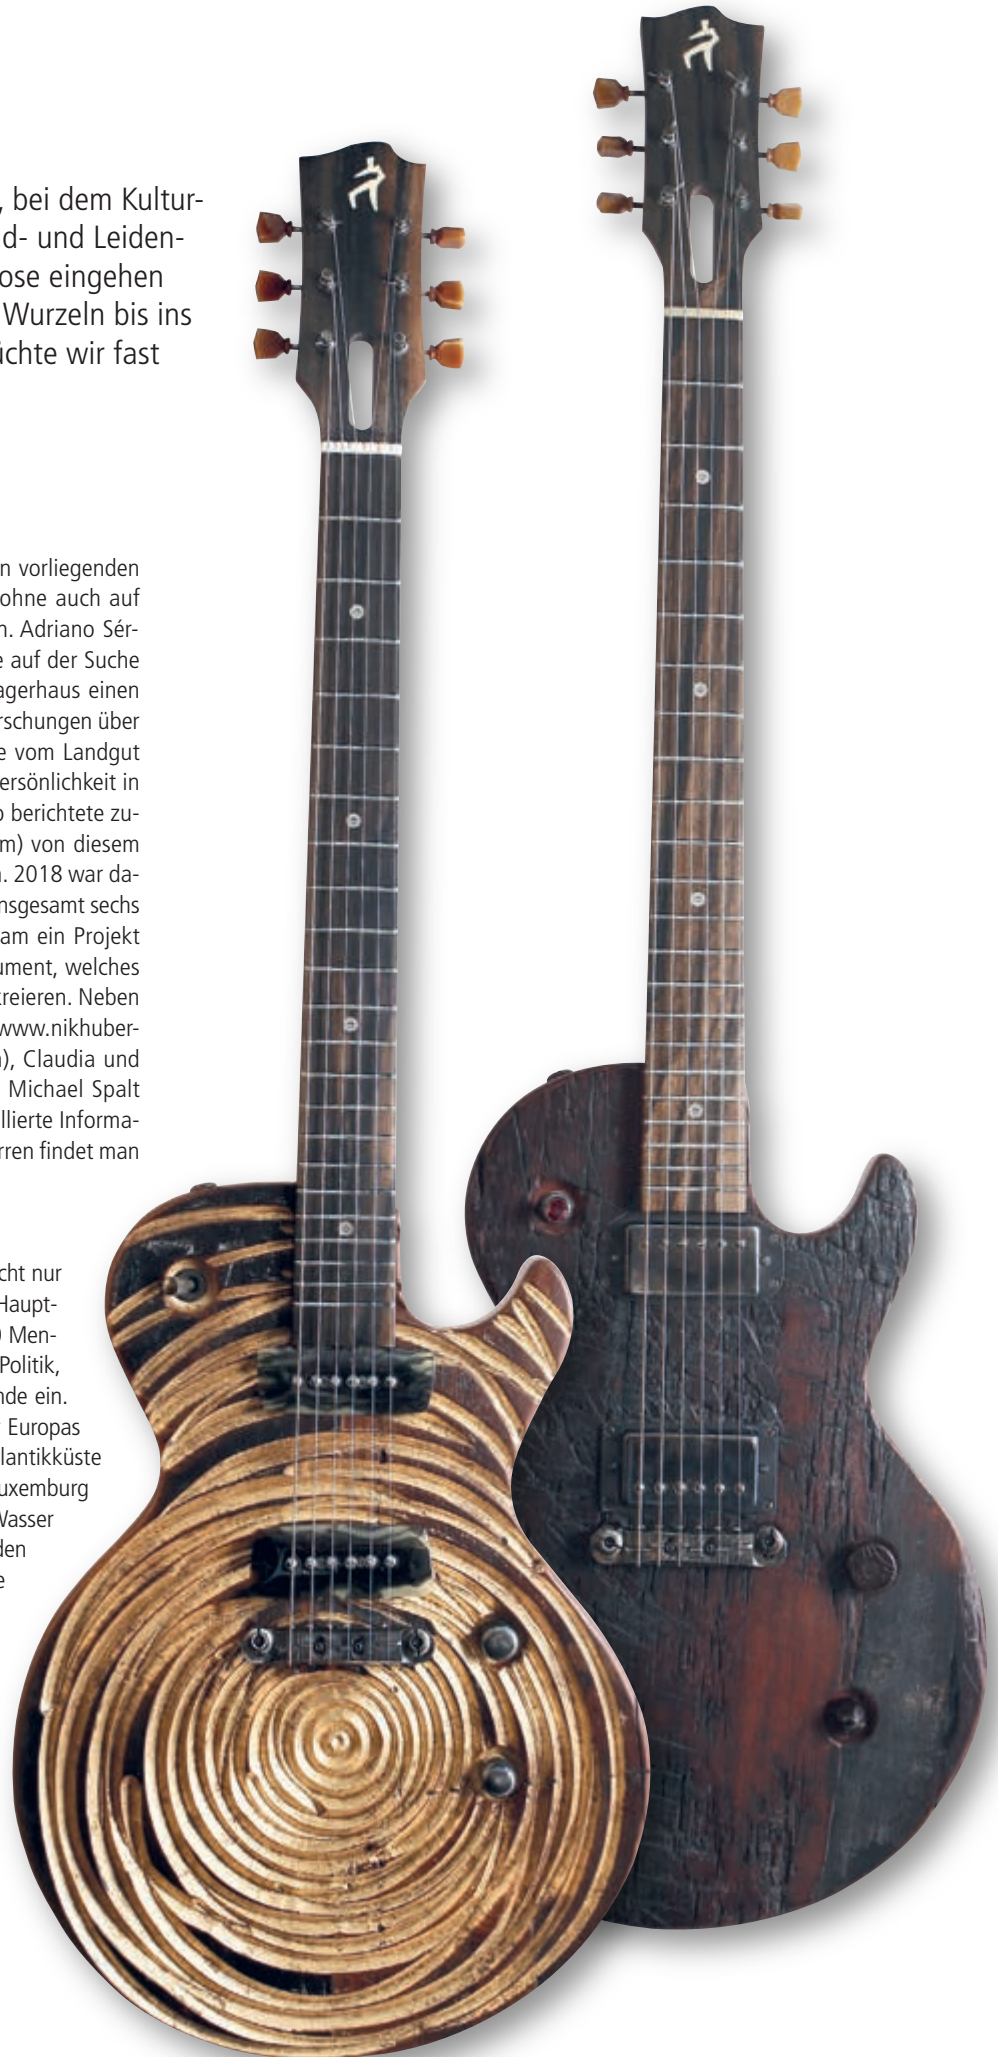 , bei dem Kultur-
d- und Leiden-
ose eingehen
Wurzeln bis ins
üchte wir fast
n vorliegenden
ohne auch auf
n. Adriano Sér-
e auf der Suche
agerhaus einen
rschungen über
e vom Landgut
ersönlichkeit in
o berichtete zu-
m) von diesem
n. 2018 war da-
nsgesamt sechs
am ein Projekt
ument, welches
kreieren. Neben
www.nikhuber-
n), Claudia und
Michael Spalt
llierte Informa-
rren findet man
cht nur
Haupt-
0 Men-
Politik,
nde ein.
Europas
lantikküste
uxemburg
Wasser
den
e